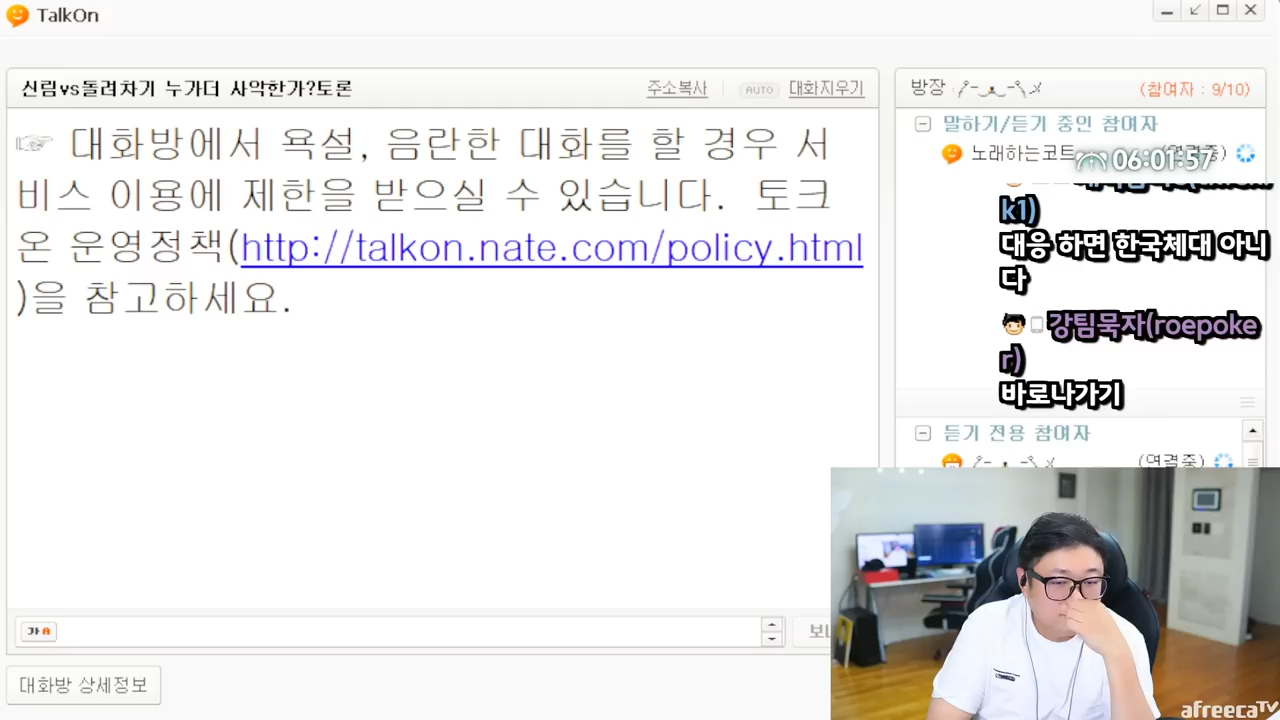 TalkOn
신림vs돌려차기 누가더 사악한가?토론
주소복사
AUTO
대화지우기
☞ 대화방에서 욕설, 음란한 대화를 할 경우 서
비스 이용에 제한을 받으실 수 있습니다. 토크
온 운영정책(http://talkon.nate.com/policy.html
)을 참고하세요.
가
대화방 상세정보
방장
(참여자 : 9/10)
말하기/듣기 중인 참여자
노래하는코트
06:01:57
k1)
대응 하면 한국체대 아니
다
강팀묵자(roepoke
r)
바로나가기
듣기 전용 참여자
(연결중)
afreecaTV